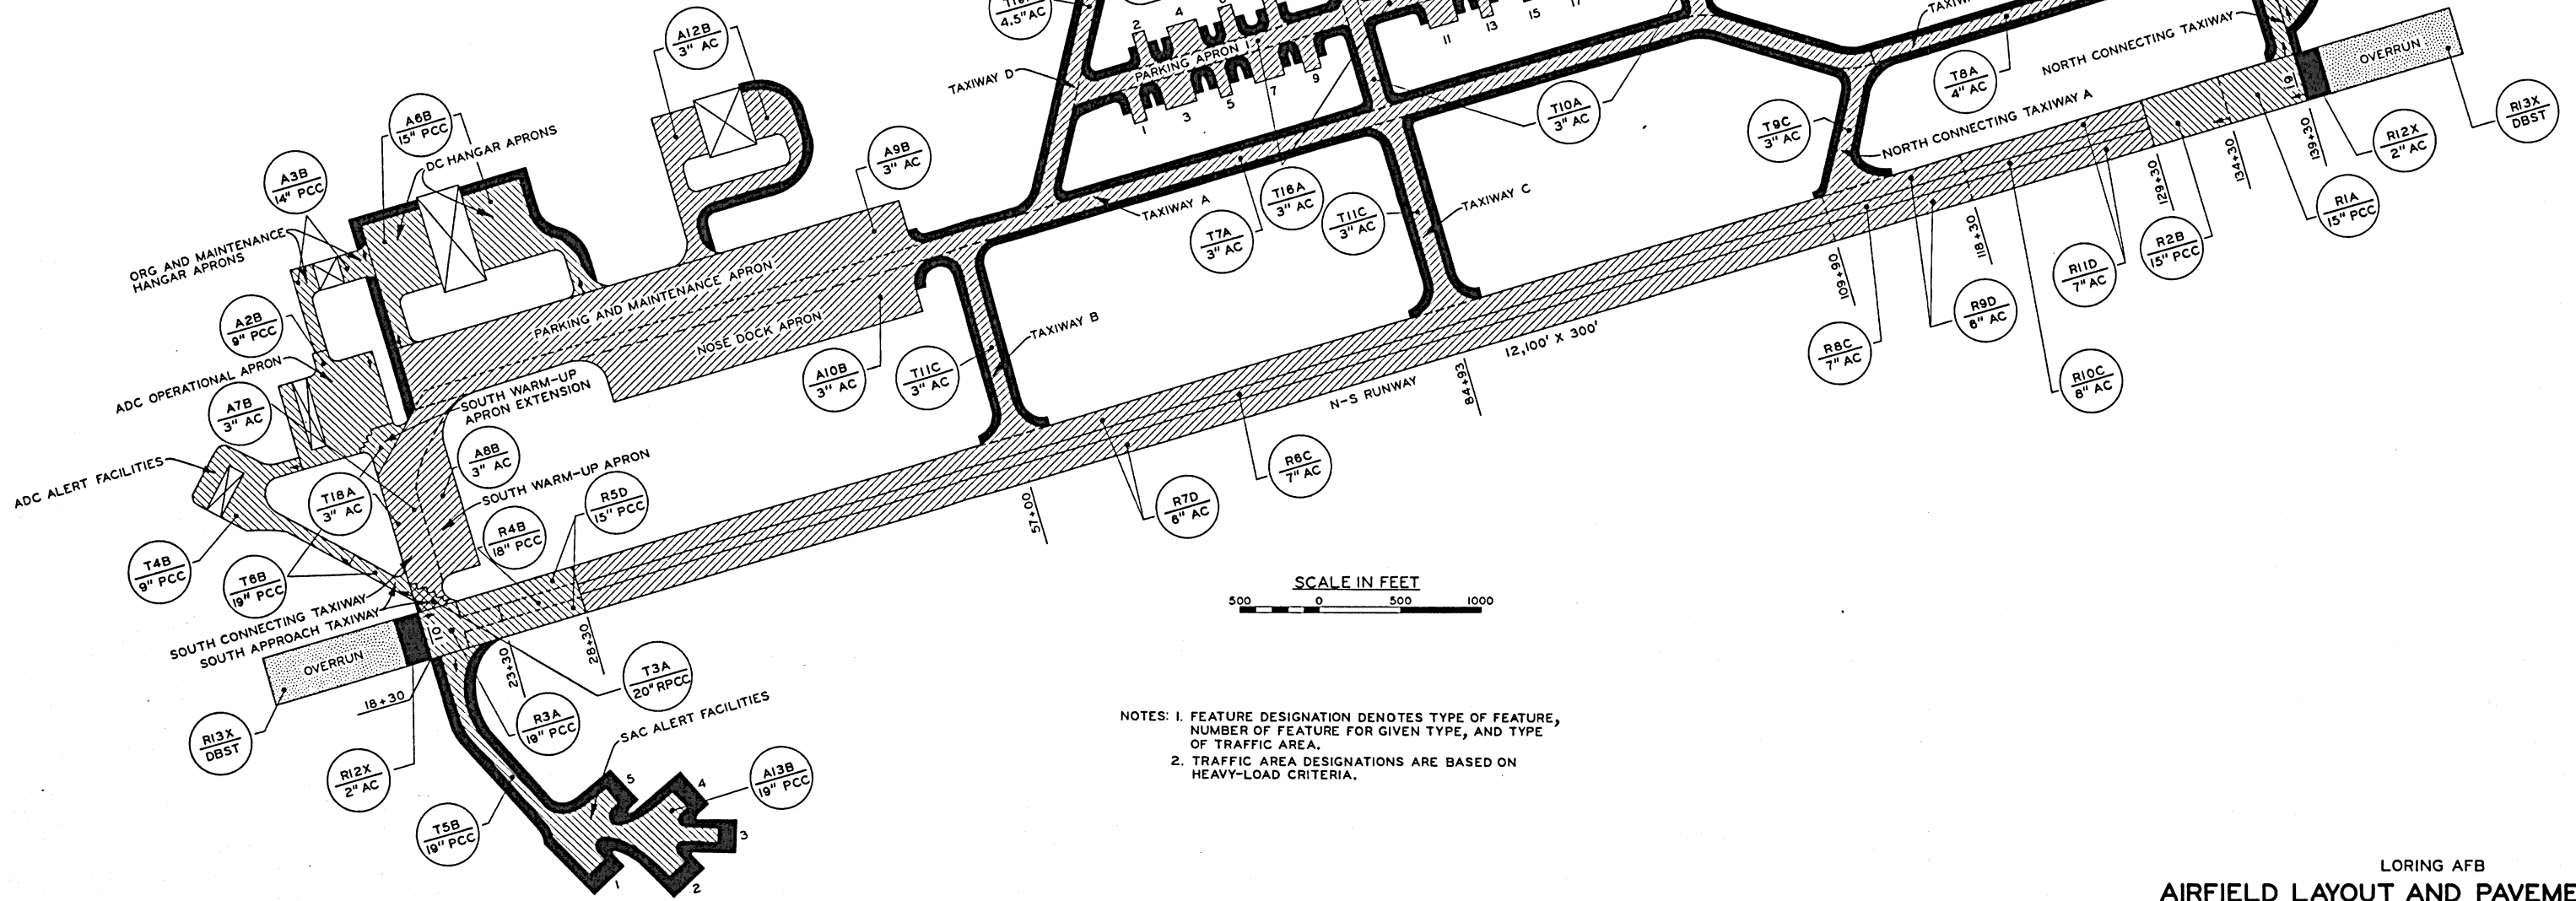 4.5" AC
A12B
3" AC
TAXIWAY D
2
4
PARKING APRON
1
3
5
7
9
11
13
15
17
T10A
3" AC
T8A
4" AC
NORTH CONNECTING TAXIWAY
OVERRUN
19
R13X
DBST
R12X
2" AC
139+30
R1A
15" PCC
134+30
129+30
R2B
15" PCC
NORTH CONNECTING TAXIWAY A
T9C
3" AC
A6B
15" PCC
DC HANGAR APRONS
A3B
14" PCC
ORG AND MAINTENANCE
HANGAR APRONS
A9B
3" AC
TAXIWAY A
T7A
3" AC
T16A
3" AC
T11C
3" AC
TAXIWAY C
R11D
7" AC
118+30
109+90
R9D
6" AC
R8C
7" AC
R10C
8" AC
A2B
9" PCC
PARKING AND MAINTENANCE APRON
NOSE DOCK APRON
ADC OPERATIONAL APRON
A7B
3" AC
SOUTH WARM-UP
APRON EXTENSION
A10B
3" AC
T11C
3" AC
TAXIWAY B
12,100' X 300'
N-S RUNWAY
84+93
ADC ALERT FACILITIES
A8B
3" AC
SOUTH WARM-UP APRON
T18A
3" AC
R5D
15" PCC
R4B
18" PCC
57+00
R7D
6" AC
R6C
7" AC
T4B
9" PCC
T6B
19" PCC
SOUTH CONNECTING TAXIWAY
SOUTH APPROACH TAXIWAY
OVERRUN
10
18+30
23+30
28+30
T3A
20" RPCC
R3A
19" PCC
R13X
DBST
R12X
2" AC
SAC ALERT FACILITIES
T5B
19" PCC
A13B
19" PCC
5
4
3
2
1
SCALE IN FEET
500 0 500 1000
NOTES: 1. FEATURE DESIGNATION DENOTES TYPE OF FEATURE,
NUMBER OF FEATURE FOR GIVEN TYPE, AND TYPE
OF TRAFFIC AREA.
2. TRAFFIC AREA DESIGNATIONS ARE BASED ON
HEAVY-LOAD CRITERIA.
LORING AFB
AIRFIELD LAYOUT AND PAVEME